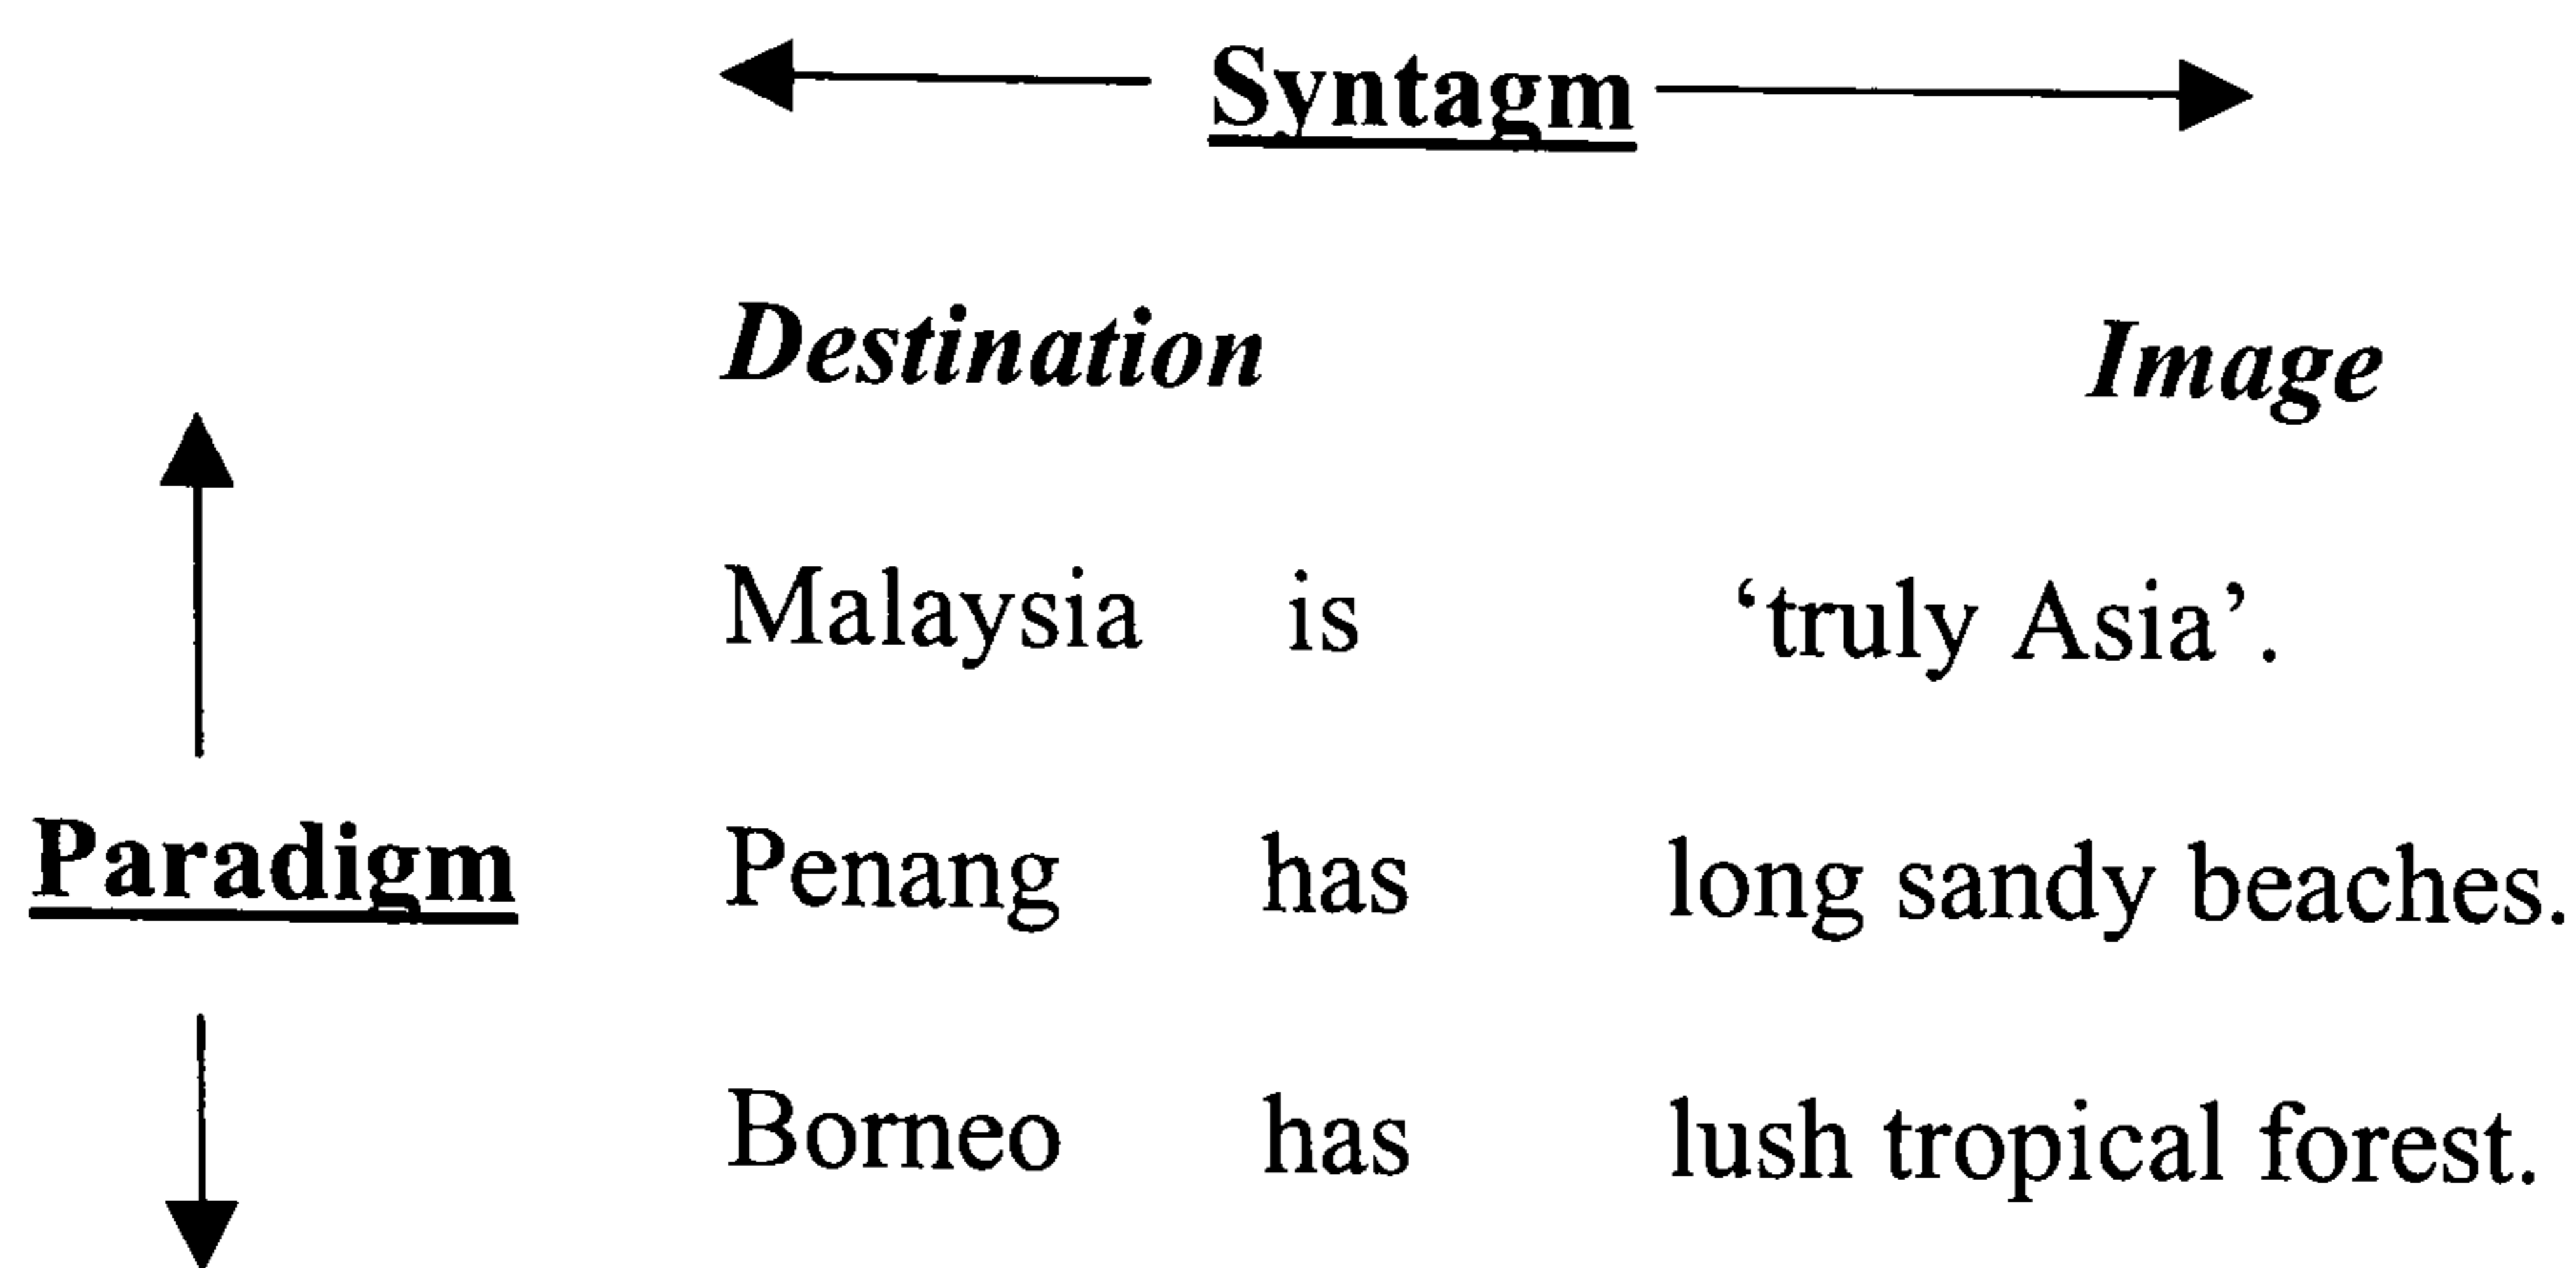 Syntagm
Destination Image
Malaysia is ‘truly Asia’.
Paradigm Penang has long sandy beaches.
Borneo has lush tropical forest.